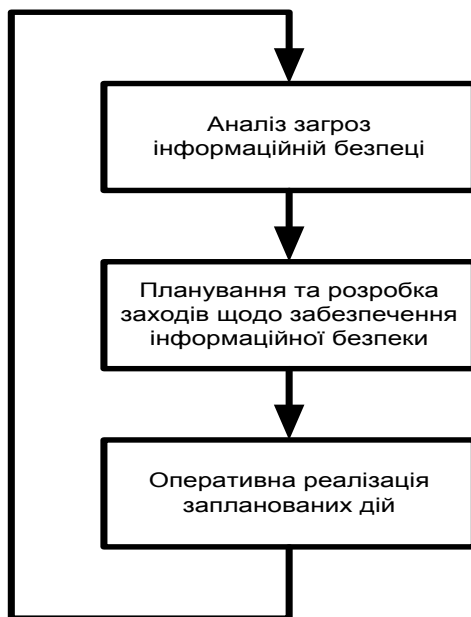 Аналіз загроз
інформаційній безпеці
Планування та розробка
заходів щодо забезпечення
інформаційної безпеки
Оперативна реалізація
запланованих дій